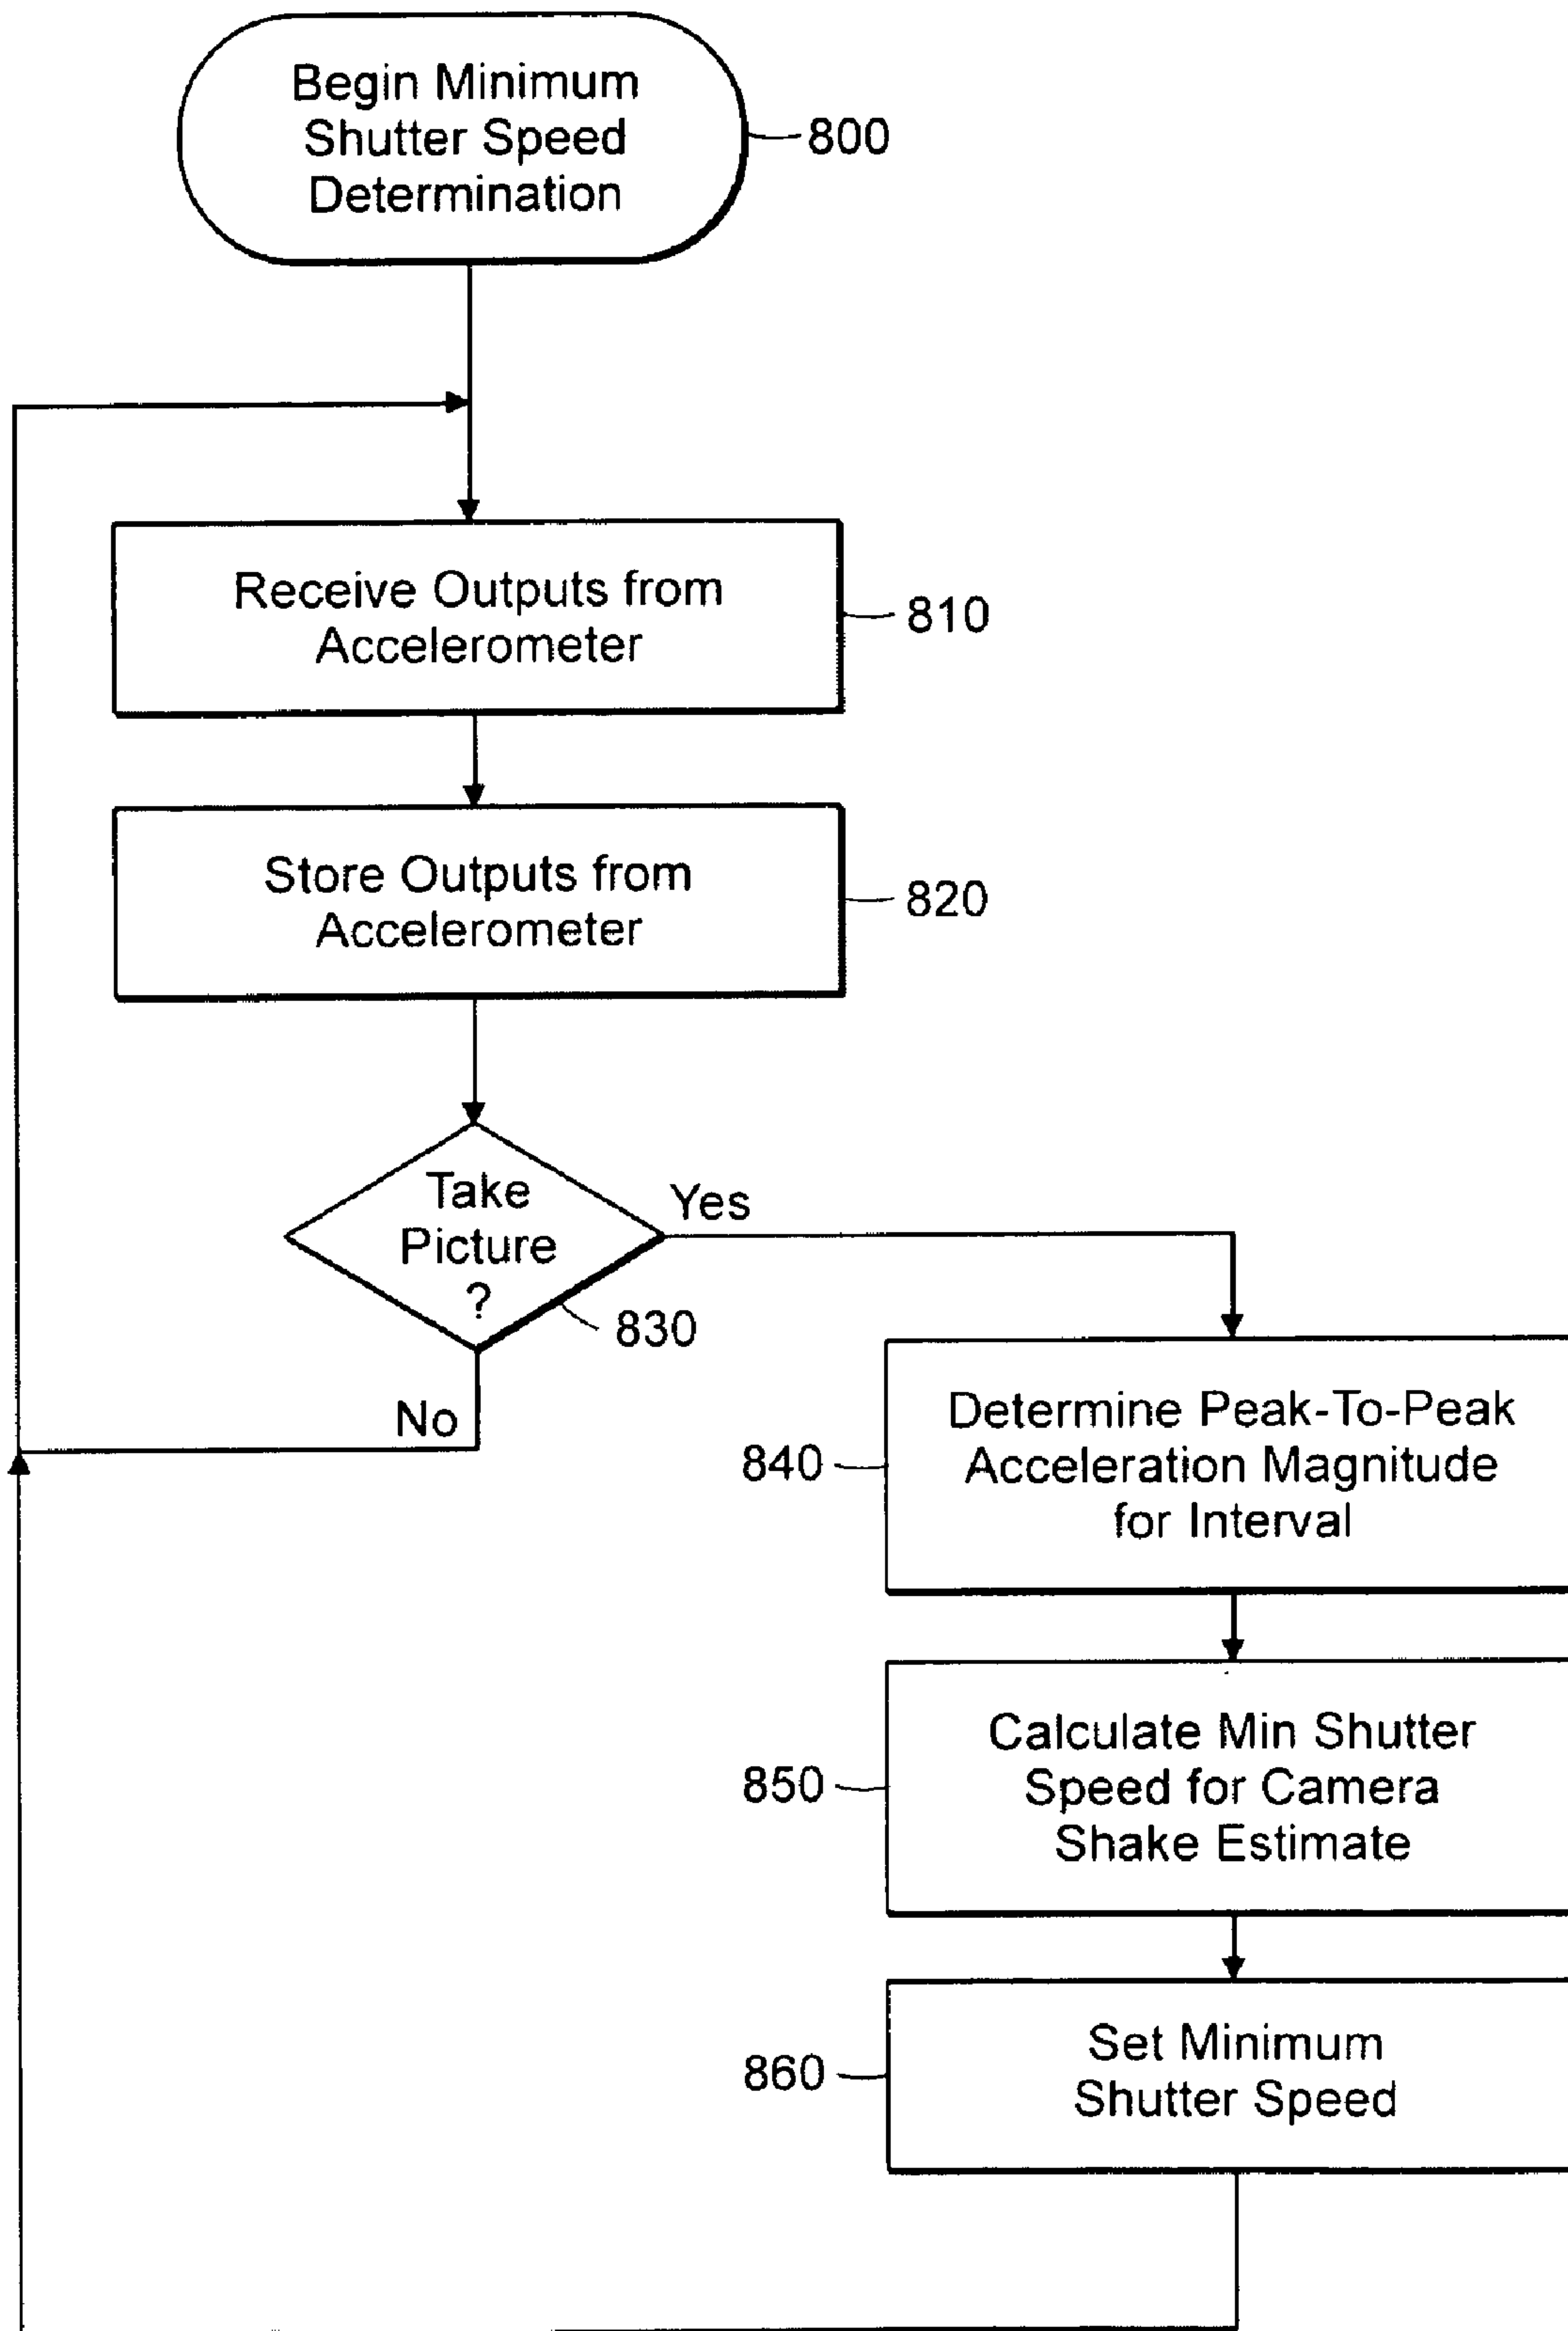 Begin Minimum
Shutter Speed
Determination
800
Receive Outputs from
Accelerometer
810
Store Outputs from
Accelerometer
820
Take
Picture
?
Yes
830
No
Determine Peak-To-Peak
Acceleration Magnitude
for Interval
840
Calculate Min Shutter
Speed for Camera
Shake Estimate
850
Set Minimum
Shutter Speed
860